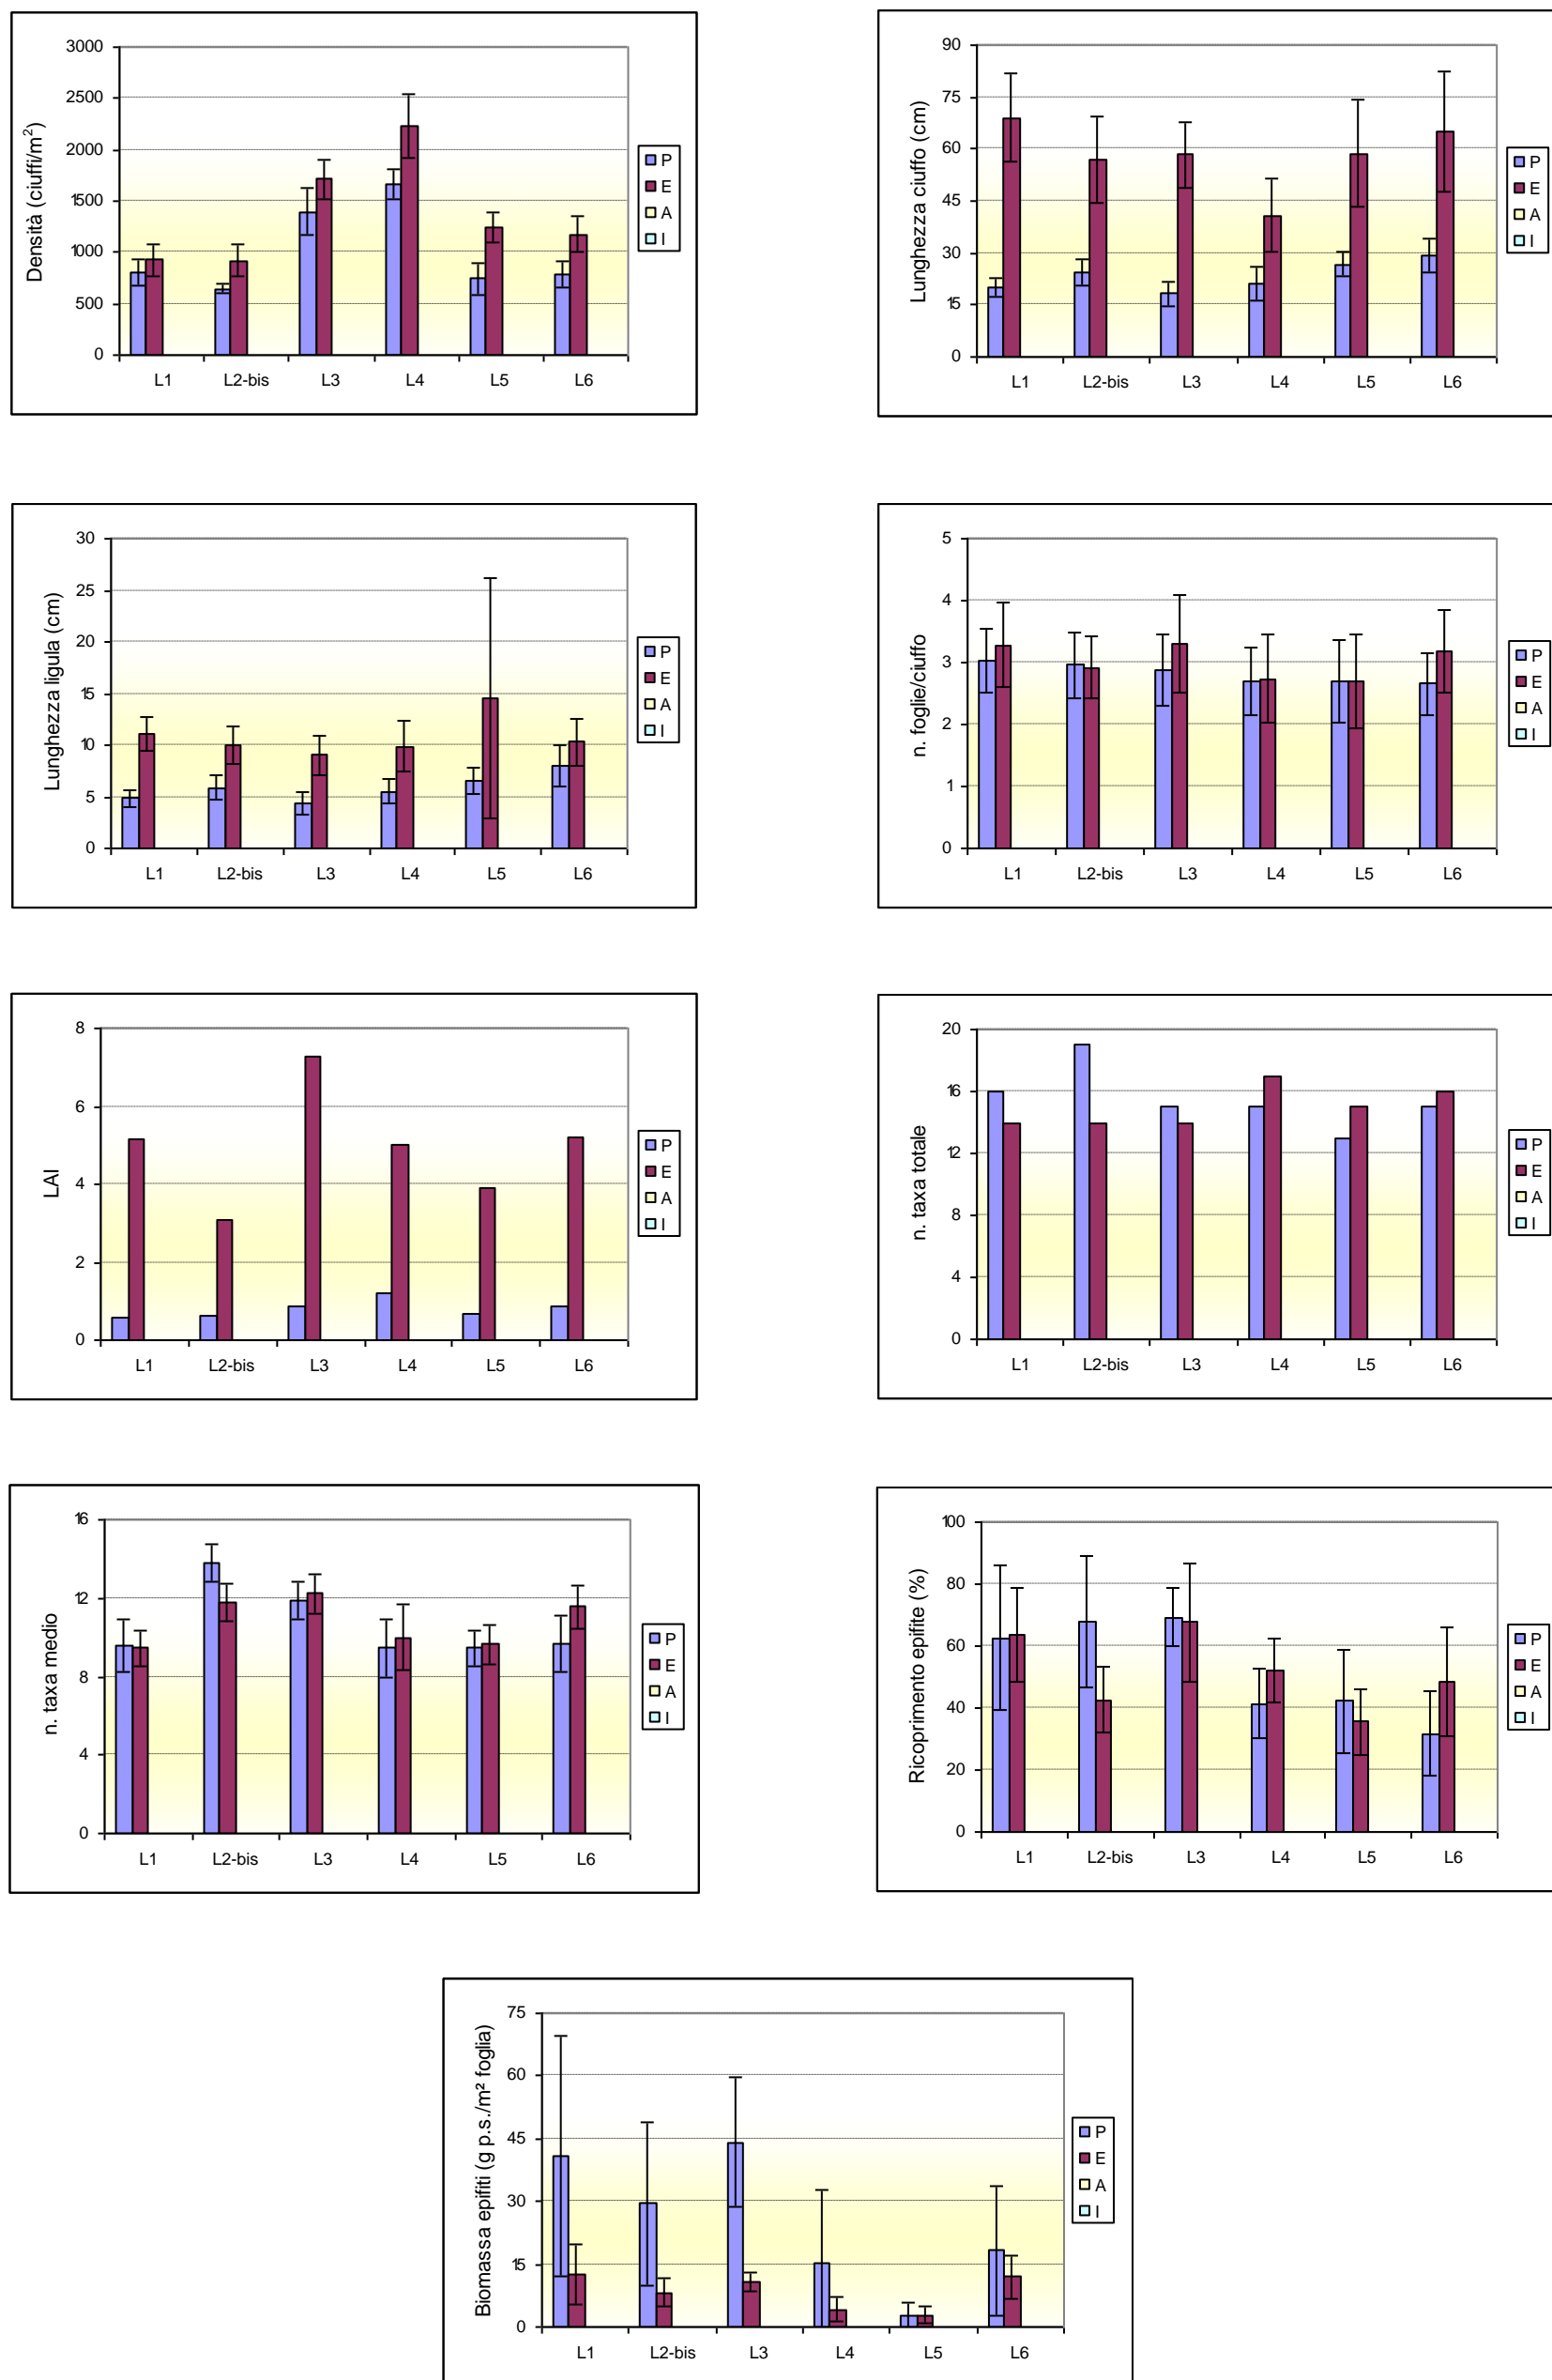 Densità (ciuffi/m²)
3000
2500
2000
1500
1000
500
0
L1 L2-bis L3 L4 L5 L6
P
E
A
I
Lunghezza ciuffo (cm)
90
75
60
45
30
15
0
L1 L2-bis L3 L4 L5 L6
P
E
A
I
Lunghezza ligula (cm)
30
25
20
15
10
5
0
L1 L2-bis L3 L4 L5 L6
P
E
A
I
n. foglie/ciuffo
5
4
3
2
1
0
L1 L2-bis L3 L4 L5 L6
P
E
A
I
LAI
8
6
4
2
0
L1 L2-bis L3 L4 L5 L6
P
E
A
I
n. taxa totale
20
16
12
8
4
0
L1 L2-bis L3 L4 L5 L6
P
E
A
I
n. taxa medio
16
12
8
4
0
L1 L2-bis L3 L4 L5 L6
P
E
A
I
Ricoprimento epifite (%)
100
80
60
40
20
0
L1 L2-bis L3 L4 L5 L6
P
E
A
I
Biomassa epifiti (g p.s./m² foglia)
75
60
45
30
15
0
L1 L2-bis L3 L4 L5 L6
P
E
A
I